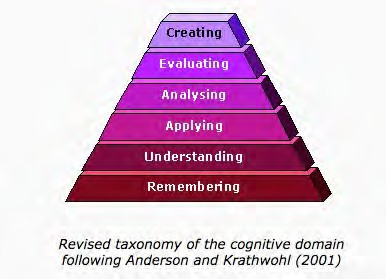 Creating
Evaluating
Analysing
Applying
Understanding
Remembering
Revised taxonomy of the cognitive domain
following Anderson and Krathwohl (2001)